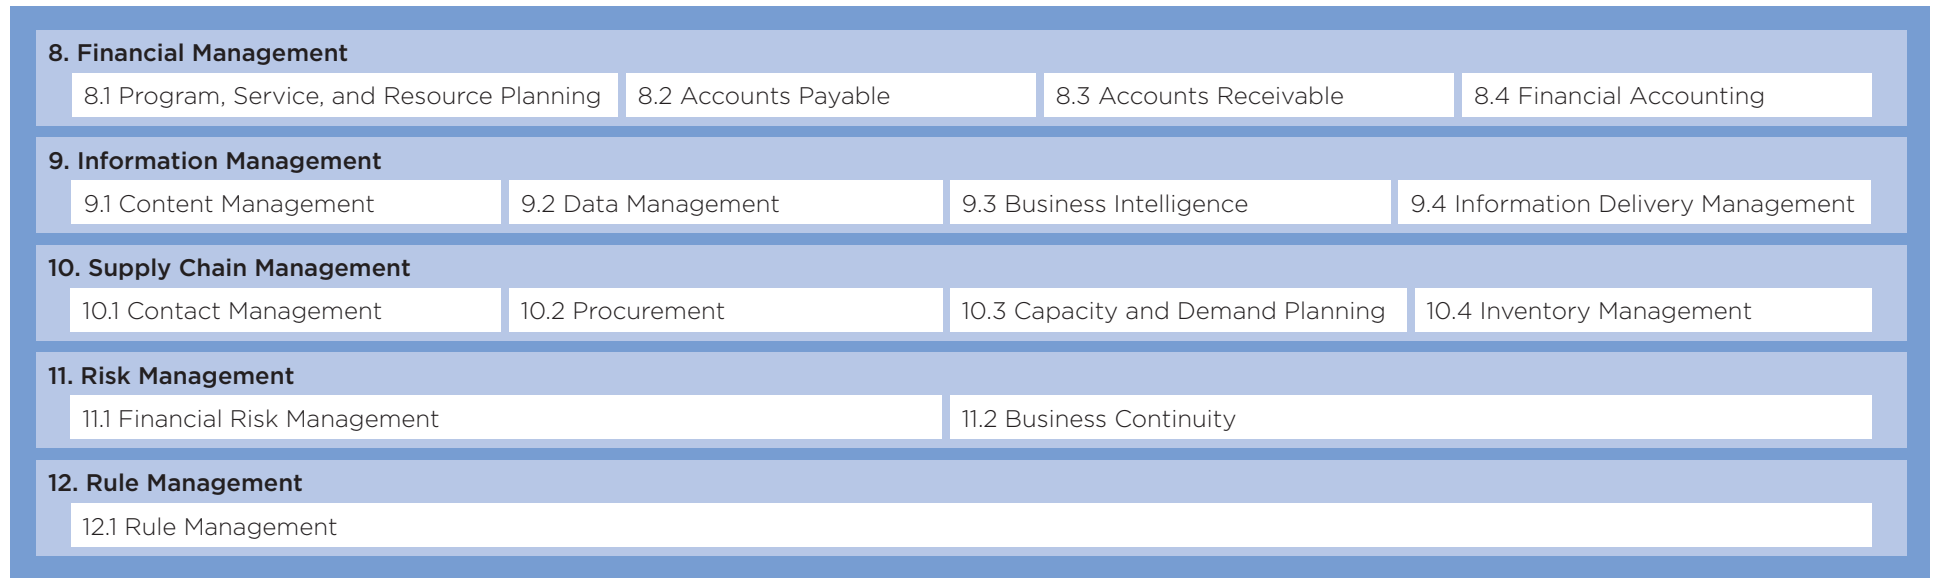 8. Financial Management
8.1 Program, Service, and Resource Planning
8.2 Accounts Payable
8.3 Accounts Receivable
8.4 Financial Accounting
9. Information Management
9.1 Content Management
9.2 Data Management
9.3 Business Intelligence
9.4 Information Delivery Management
10. Supply Chain Management
10.1 Contact Management
10.2 Procurement
10.3 Capacity and Demand Planning
10.4 Inventory Management
11. Risk Management
11.1 Financial Risk Management
11.2 Business Continuity
12. Rule Management
12.1 Rule Management